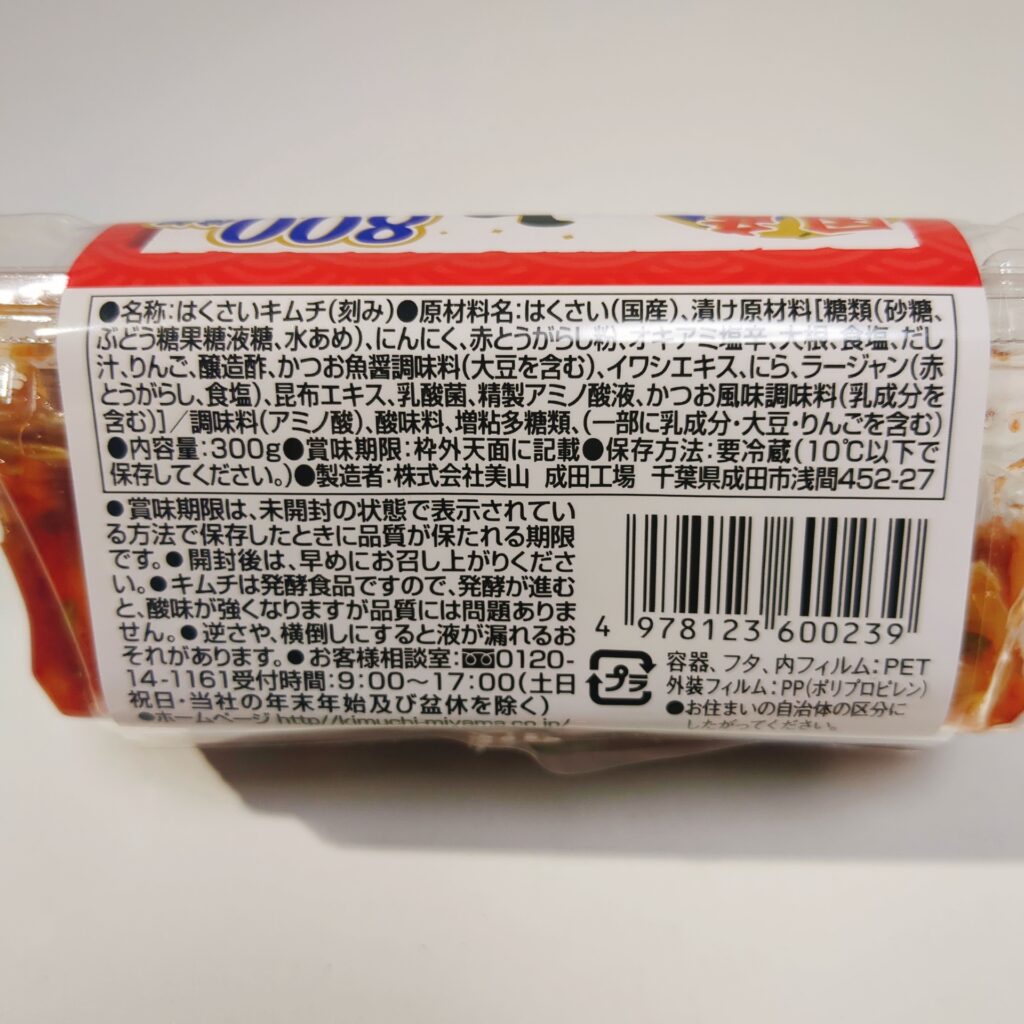 800
●名称：はくさいキムチ（刻み）●原材料名：はくさい（国産）、漬け原材料［糖類（砂糖、
ぶどう糖果糖液糖、水あめ）、にんにく、赤とうがらし粉、オキアミ塩辛、大根、食塩、だし
汁、りんご、醸造酢、かつお魚醤調味料（大豆を含む）、イワシエキス、にら、ラージャン（赤
とうがらし、食塩）、昆布エキス、乳酸菌、精製アミノ酸液、かつお風味調味料（乳成分を
含む）］／調味料（アミノ酸）、酸味料、増粘多糖類、（一部に乳成分・大豆・りんごを含む）
●内容量：300g●賞味期限：枠外天面に記載●保存方法：要冷蔵（10℃以下で
保存してください。）●製造者：株式会社美山 成田工場 千葉県成田市浅間452-27
●賞味期限は、未開封の状態で表示されてい
る方法で保存したときに品質が保たれる期限
です。●開封後は、早めにお召し上がりくださ
い。●キムチは発酵食品ですので、発酵が進む
と、酸味が強くなりますが品質には問題ありま
せん。●逆さや、横倒しにすると液が漏れるお
それがあります。●お客様相談室：0120-
14-1161受付時間：9：00～17：00（土日
祝日・当社の年末年始及び盆休を除く）
●ホームページ http://kimuchi-miyama.co.jp/
4 978123 600239
プラ
容器、フタ、内フィルム：PET
外装フィルム：PP（ポリプロピレン）
●お住まいの自治体の区分に
したがってください。